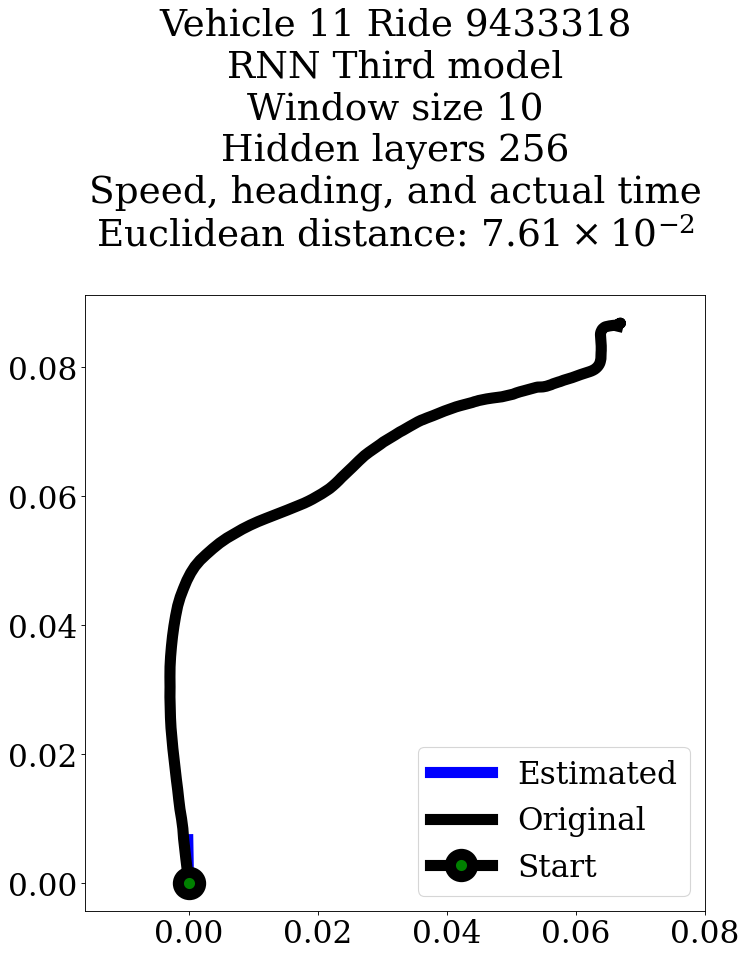 Vehicle 11 Ride 9433318
RNN Third model
Window size 10
Hidden layers 256
Speed, heading, and actual time
Euclidean distance: 7.61 × 10⁻²
0.08
0.06
0.04
0.02
0.00
Estimated
Original
Start
0.00 0.02 0.04 0.06 0.08